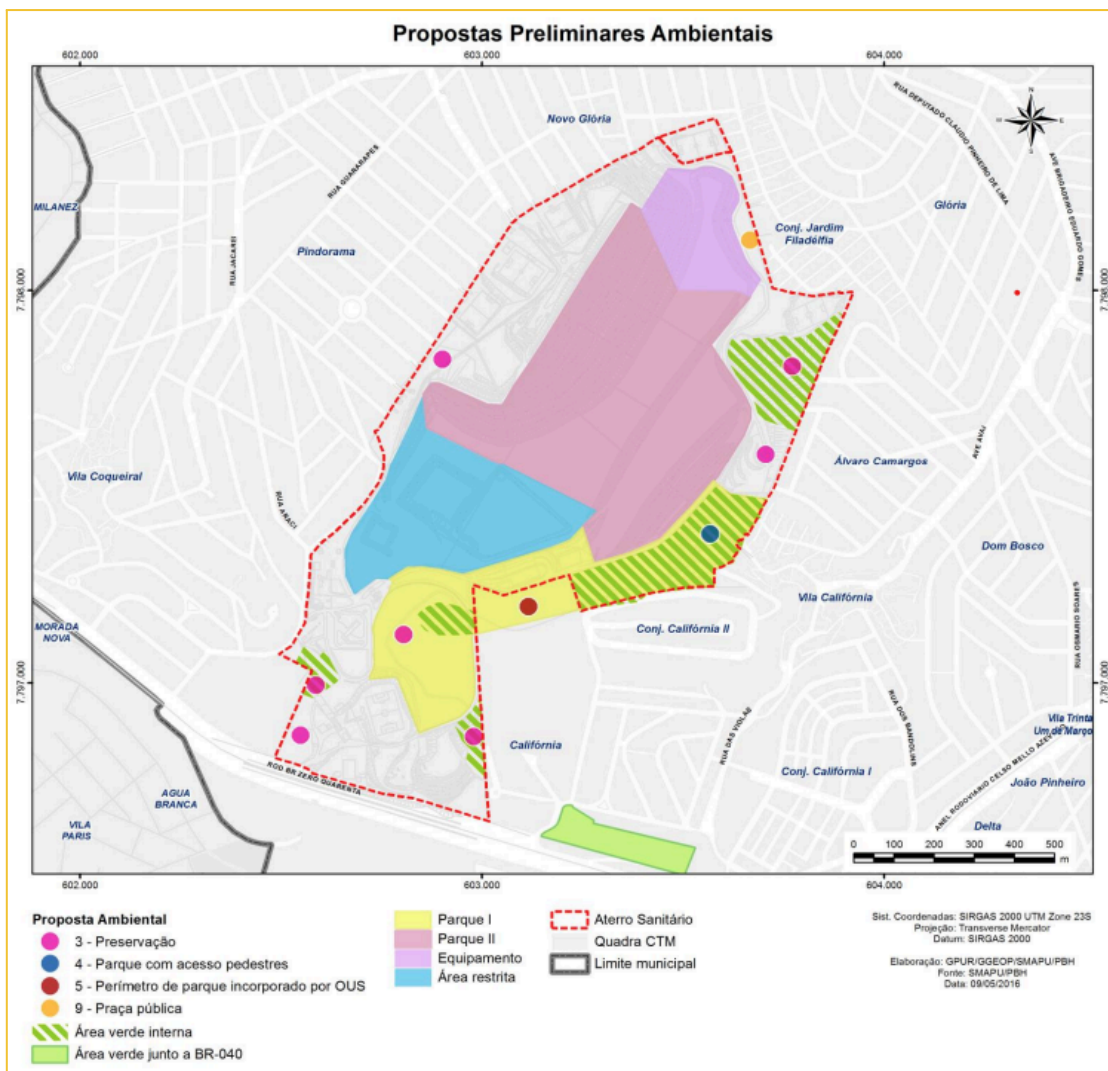 Propostas Preliminares Ambientais
602.000
603.000
604.000
Novo Glória
RUA DEPUTADO CLÁUDIO PINHEIRO DE LIMA
N
W
E
S
AVE BRIGADEIRO EDUARDO GOMES
RUA GUARARAPES
MILANEZ
Glória
Conj. Jardim
Filadélfia
Pindorama
RUA JACAREÍ
7.798.000
7.798.000
AVE AVAÍ
Álvaro Camargos
Vila Coqueiral
RUA ARACI
Dom Bosco
Vila Califórnia
MORADA
NOVA
Conj. Califórnia II
RUA OSMÁRIO SOARES
7.797.000
7.797.000
RUA DAS VIOLAS
RUA DOS BANDOLINS
Vila Trinta
Um de Março
Califórnia
ROD BR ZERO QUARENTA
Conj. Califórnia I
ANEL RODOVIÁRIO CELSO MELLO AZEVEDO
João Pinheiro
AGUA
BRANCA
VILA
PARIS
Delta
0 100 200 300 400 500
m
602.000
603.000
604.000
Proposta Ambiental
3 - Preservação
4 - Parque com acesso pedestres
5 - Perímetro de parque incorporado por OUS
9 - Praça pública
Área verde interna
Área verde junto a BR-040
Parque I
Parque II
Equipamento
Área restrita
Aterro Sanitário
Quadra CTM
Limite municipal
Sist. Coordenadas: SIRGAS 2000 UTM Zone 23S
Projeção: Transverse Mercator
Datum: SIRGAS 2000
Elaboração: GPUR/GGEOP/SMAPU/PBH
Fonte: SMAPU/PBH
Data: 09/05/2016